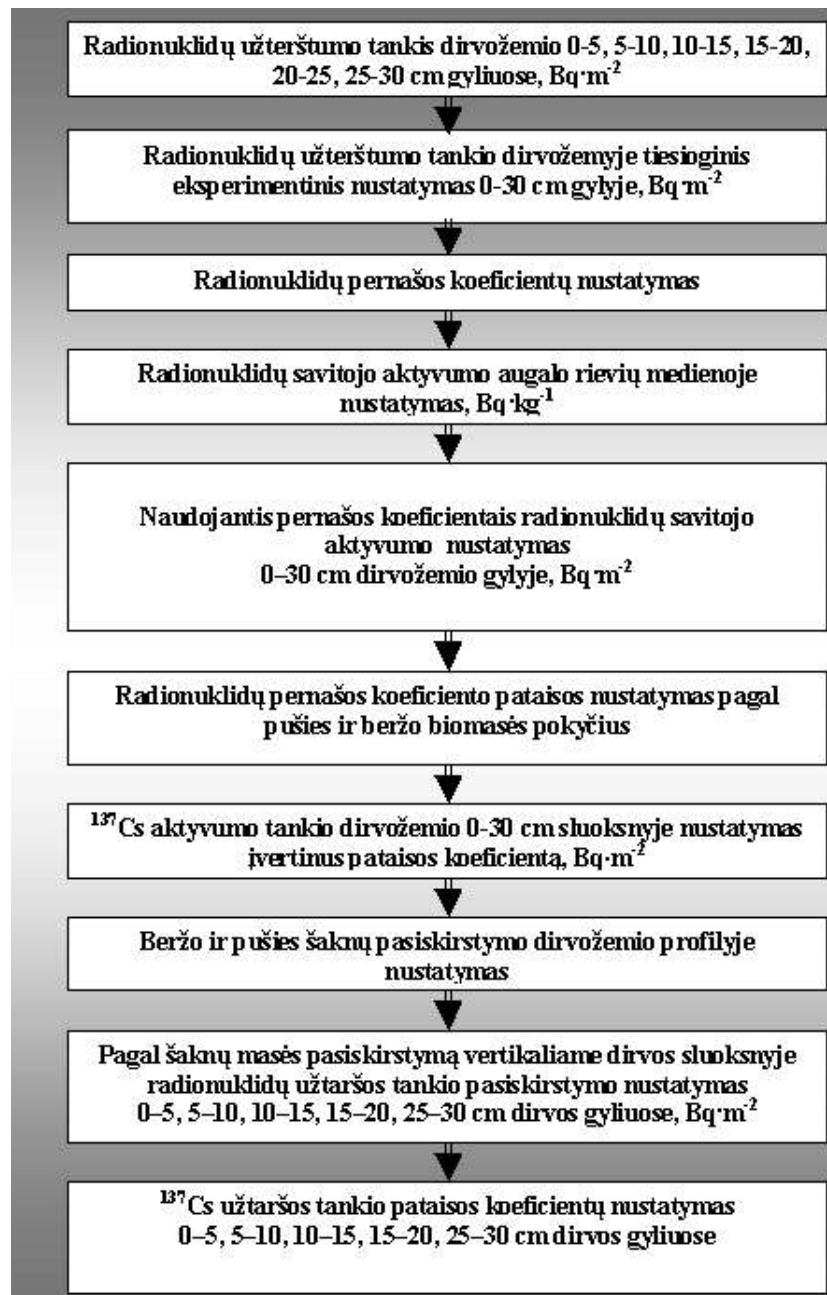 Radionuklidų užterštumo tankis dirvožemio 0-5, 5-10, 10-15, 15-20,
20-25, 25-30 cm gyliuose, Bq·m⁻²
Radionuklidų užterštumo tankio dirvožemyje tiesioginis
eksperimentinis nustatymas 0-30 cm gylyje, Bq·m⁻²
Radionuklidų pernašos koeficientų nustatymas
Radionuklidų savitojo aktyvumo augalo rievių medienoje
nustatymas, Bq·kg⁻¹
Naudojantis pernašos koeficientais radionuklidų savitojo
aktyvumo nustatymas
0–30 cm dirvožemio gylyje, Bq·m⁻²
Radionuklidų pernašos koeficiento pataisos nustatymas pagal
pušies ir beržo biomasės pokyčius
¹³⁷Cs aktyvumo tankio dirvožemio 0-30 cm sluoksnyje nustatymas
įvertinus pataisos koeficientą, Bq·m⁻²
Beržo ir pušies šaknų pasiskirstymo dirvožemio profilyje
nustatymas
Pagal šaknų masės pasiskirstymą vertikaliame dirvos sluoksnyje
radionuklidų užtaršos tankio pasiskirstymo nustatymas
0–5, 5–10, 10–15, 15–20, 25–30 cm dirvos gyliuose, Bq·m⁻²
¹³⁷Cs užtaršos tankio pataisos koeficientų nustatymas
0–5, 5–10, 10–15, 15–20, 25–30 cm dirvos gyliuose